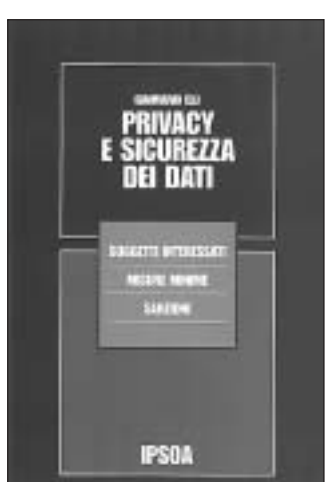 PRIVACY
E SICUREZZA
DEI DATI
SOGGETTI INTERESSATI
MISURE MINIME
SANZIONI
IPSOA